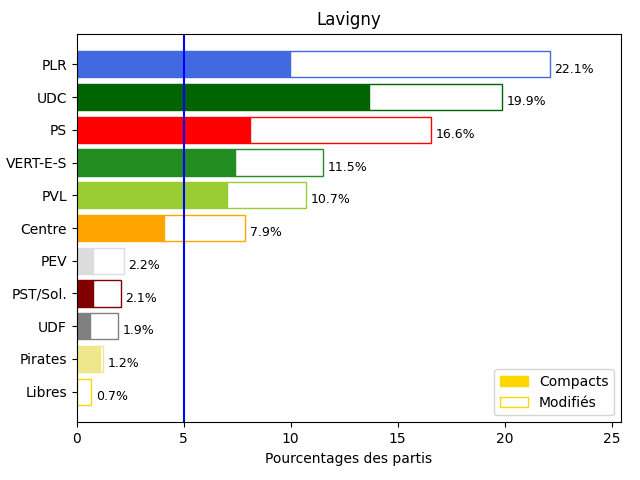 Lavigny
PLR 22.1%
UDC 19.9%
PS 16.6%
VERT-E-S 11.5%
PVL 10.7%
Centre 7.9%
PEV 2.2%
PST/Sol. 2.1%
UDF 1.9%
Pirates 1.2%
Libres 0.7%
Compacts
Modifiés
0 5 10 15 20 25
Pourcentages des partis